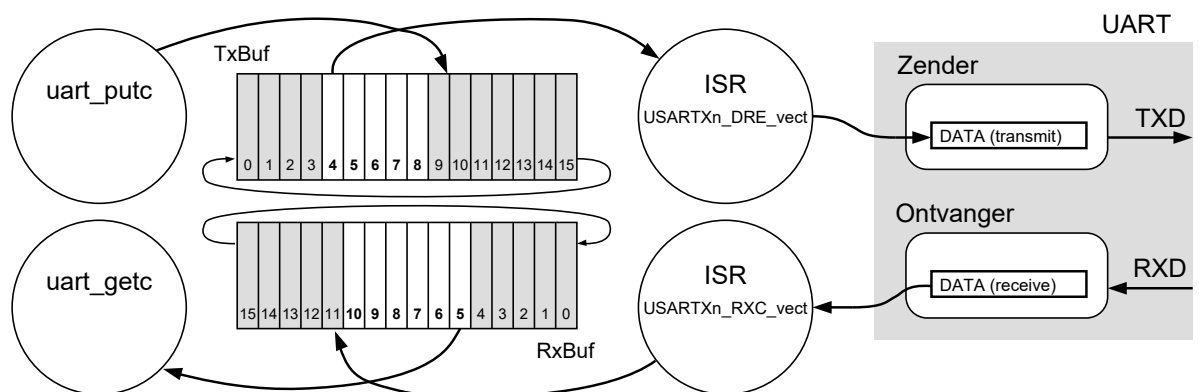 UART
TxBuf
uart_putc
ISR
USARTXn_DRE_vect
Zender
DATA (transmit)
TXD
0 1 2 3 4 5 6 7 8 9 10 11 12 13 14 15
uart_getc
ISR
USARTXn_RXC_vect
Ontvanger
DATA (receive)
RXD
15 14 13 12 11 10 9 8 7 6 5 4 3 2 1 0
RxBuf